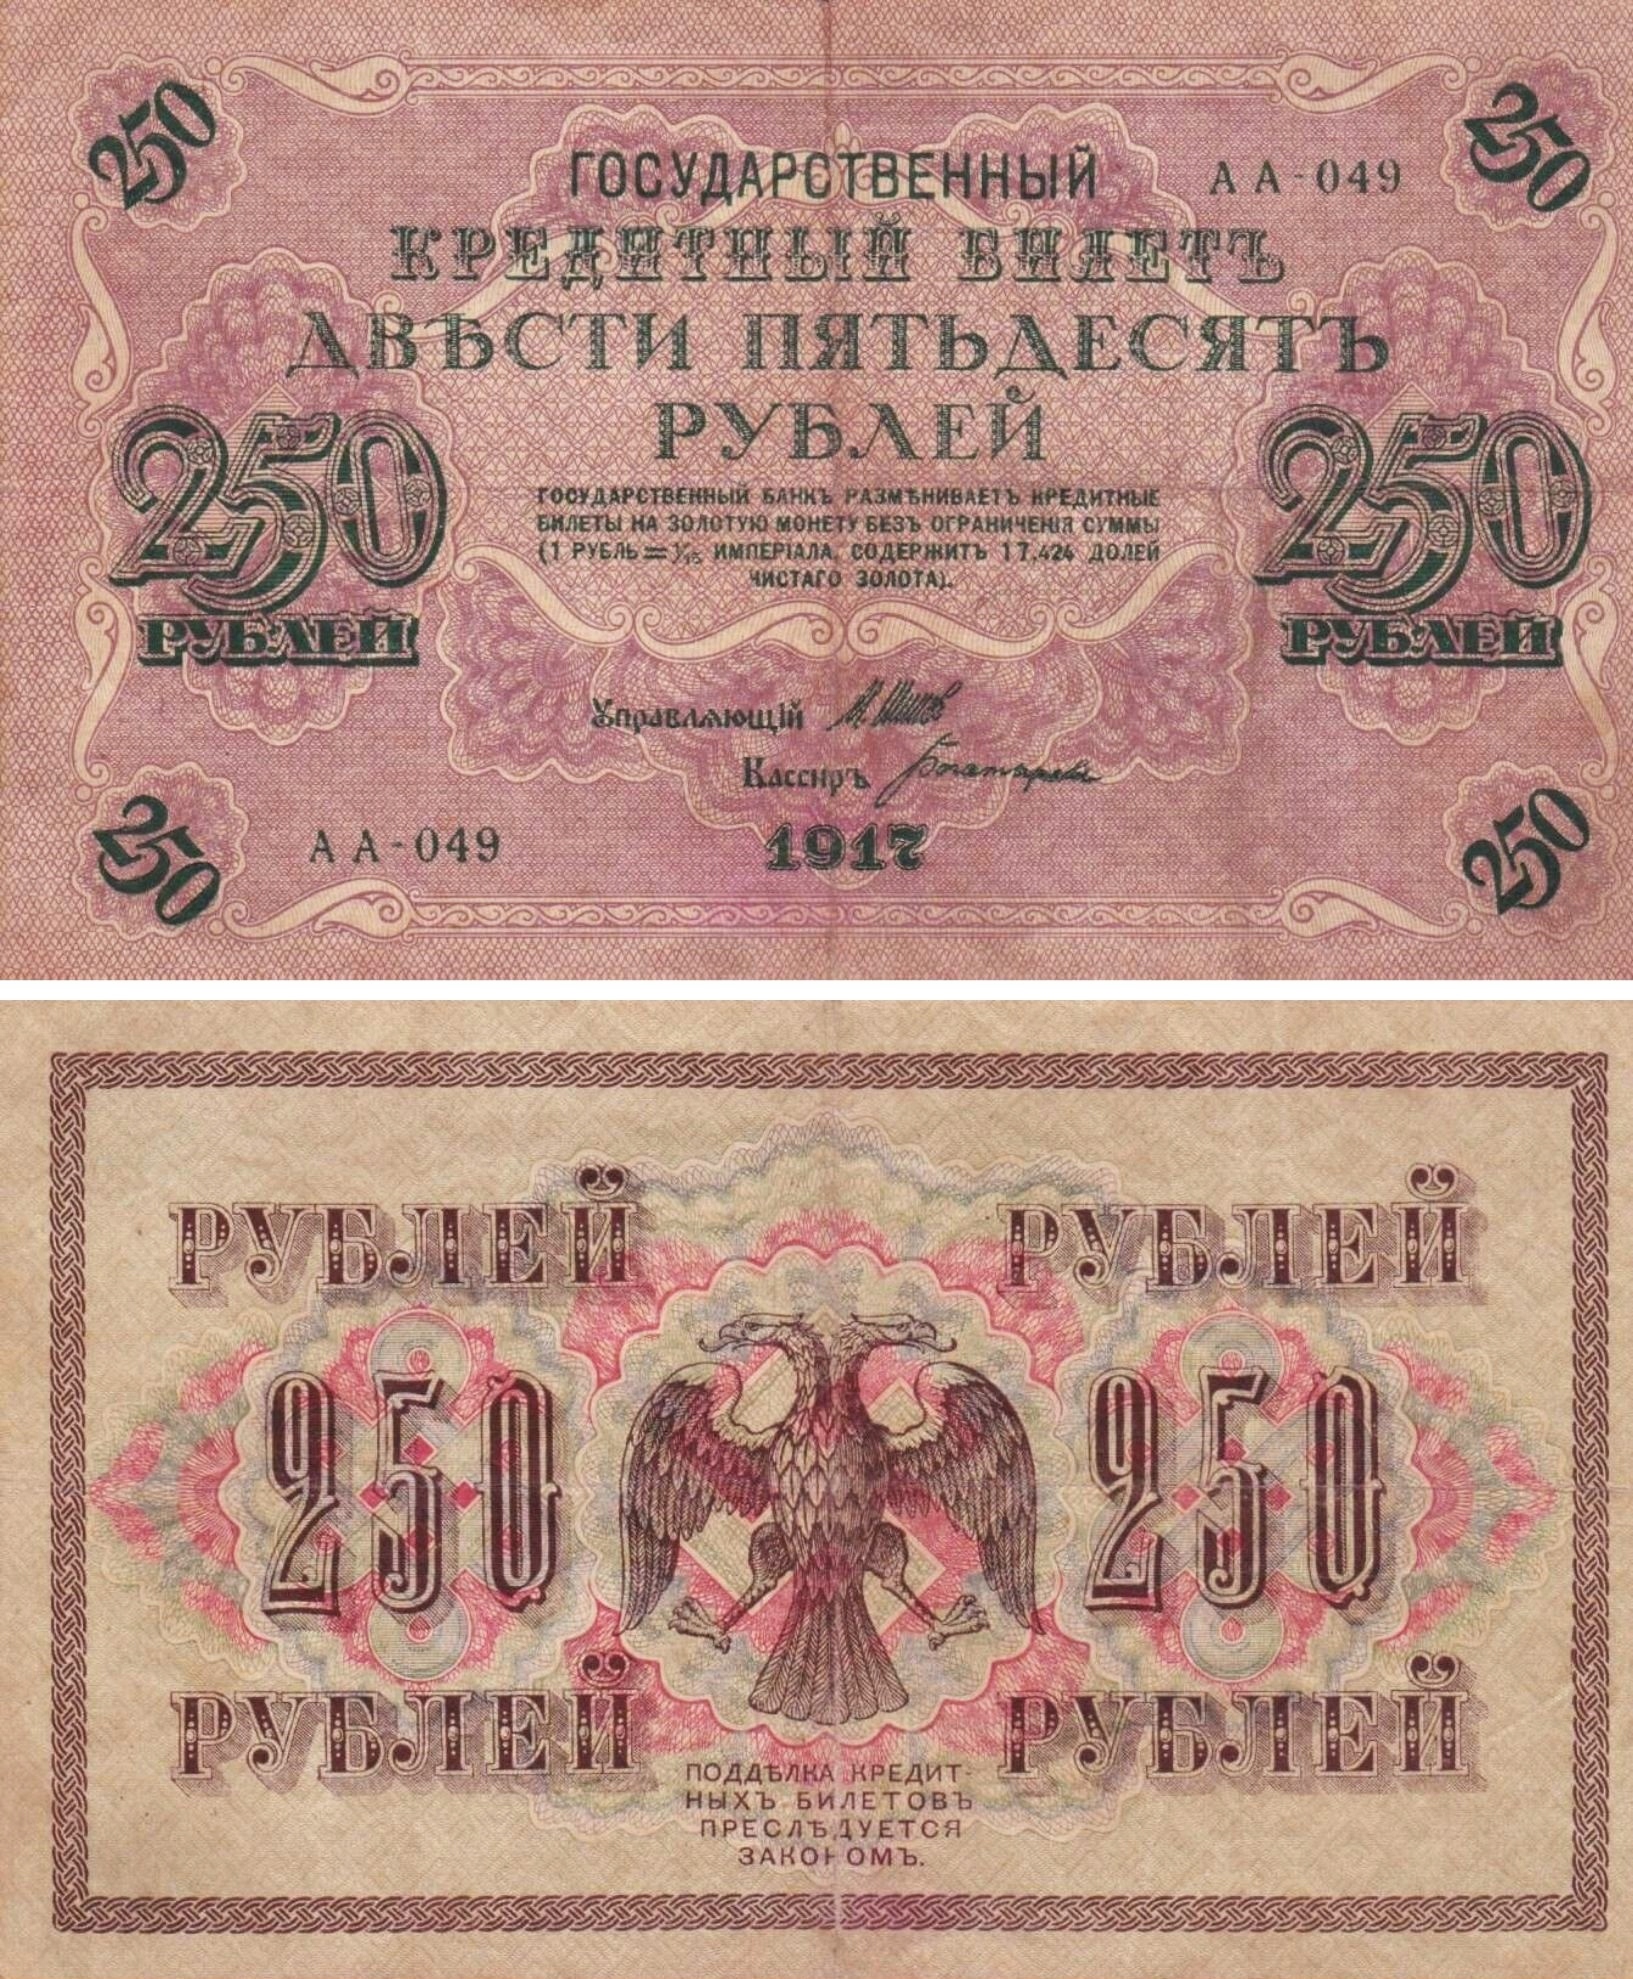 250
250
ГОСУДАРСТВЕННЫЙ
АА-049
КРЕДИТНЫЙ БИЛЕТЪ
ДВѢСТИ ПЯТЬДЕСЯТЪ
РУБЛЕЙ
250
РУБЛЕЙ
250
РУБЛЕЙ
ГОСУДАРСТВЕННЫЙ БАНКЪ РАЗМѢНИВАЕТЪ КРЕДИТНЫЕ
БИЛЕТЫ НА ЗОЛОТУЮ МОНЕТУ БЕЗЪ ОГРАНИЧЕНІЯ СУММЫ
(1 РУБЛЬ = 1/15 ИМПЕРІАЛА, СОДЕРЖИТЪ 17.424 ДОЛЕЙ
ЧИСТАГО ЗОЛОТА).
Управляющій И. Шипов
Кассиръ Богатырев
250
АА-049
1917
250
РУБЛЕЙ РУБЛЕЙ
250 250
РУБЛЕЙ РУБЛЕЙ
ПОДДѢЛКА КРЕДИТ-
НЫХЪ БИЛЕТОВЪ
ПРЕСЛѢДУЕТСЯ
ЗАКОНОМЪ.